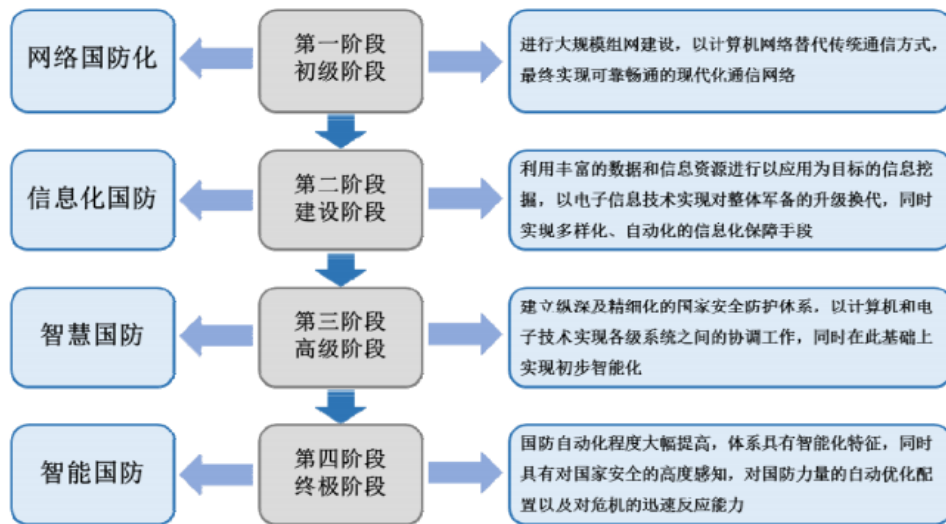 网络国防化
第一阶段
初级阶段
进行大规模组网建设，以计算机网络替代传统通信方式，
最终实现可靠畅通的现代化通信网络
信息化国防
第二阶段
建设阶段
利用丰富的数据和信息资源进行以应用为目标的信息挖
掘，以电子信息技术实现对整体军备的升级换代，同时
实现多样化、自动化的信息化保障手段
智慧国防
第三阶段
高级阶段
建立纵深及精细化的国家安全防护体系，以计算机和电
子技术实现各级系统之间的协调工作，同时在此基础上
实现初步智能化
智能国防
第四阶段
终极阶段
国防自动化程度大幅提高，体系具有智能化特征，同时
具有对国家安全的高度感知，对国防力量的自动优化配
置以及对危机的迅速反应能力